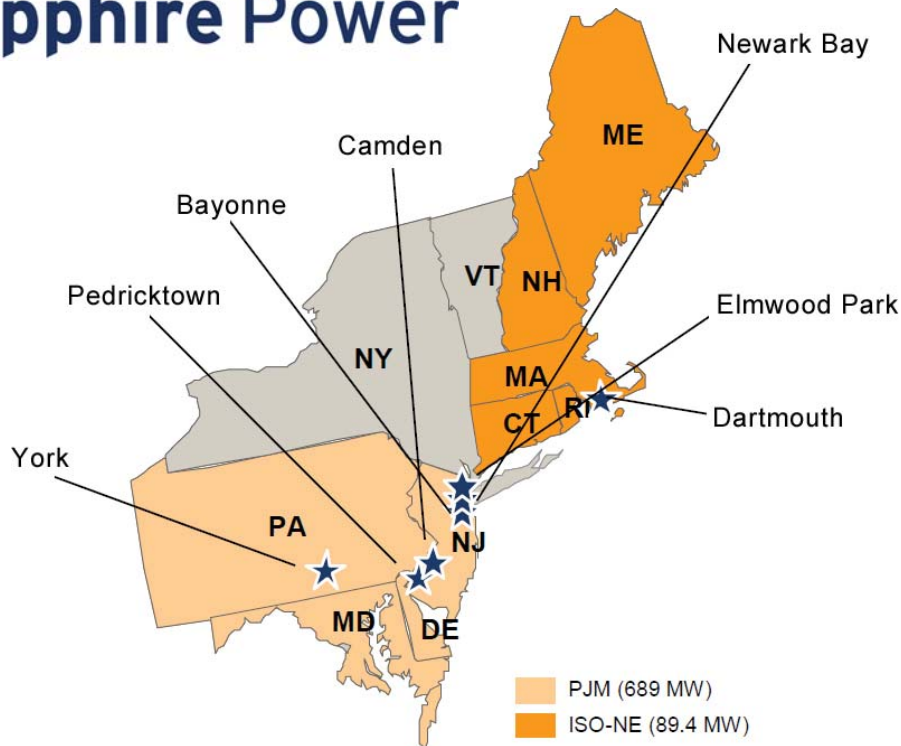 pphire Power
Newark Bay
ME
Camden
Bayonne
VT
NH
Pedricktown
Elmwood Park
NY
MA
RI
Dartmouth
CT
York
PA
NJ
MD
DE
PJM (689 MW)
ISO-NE (89.4 MW)